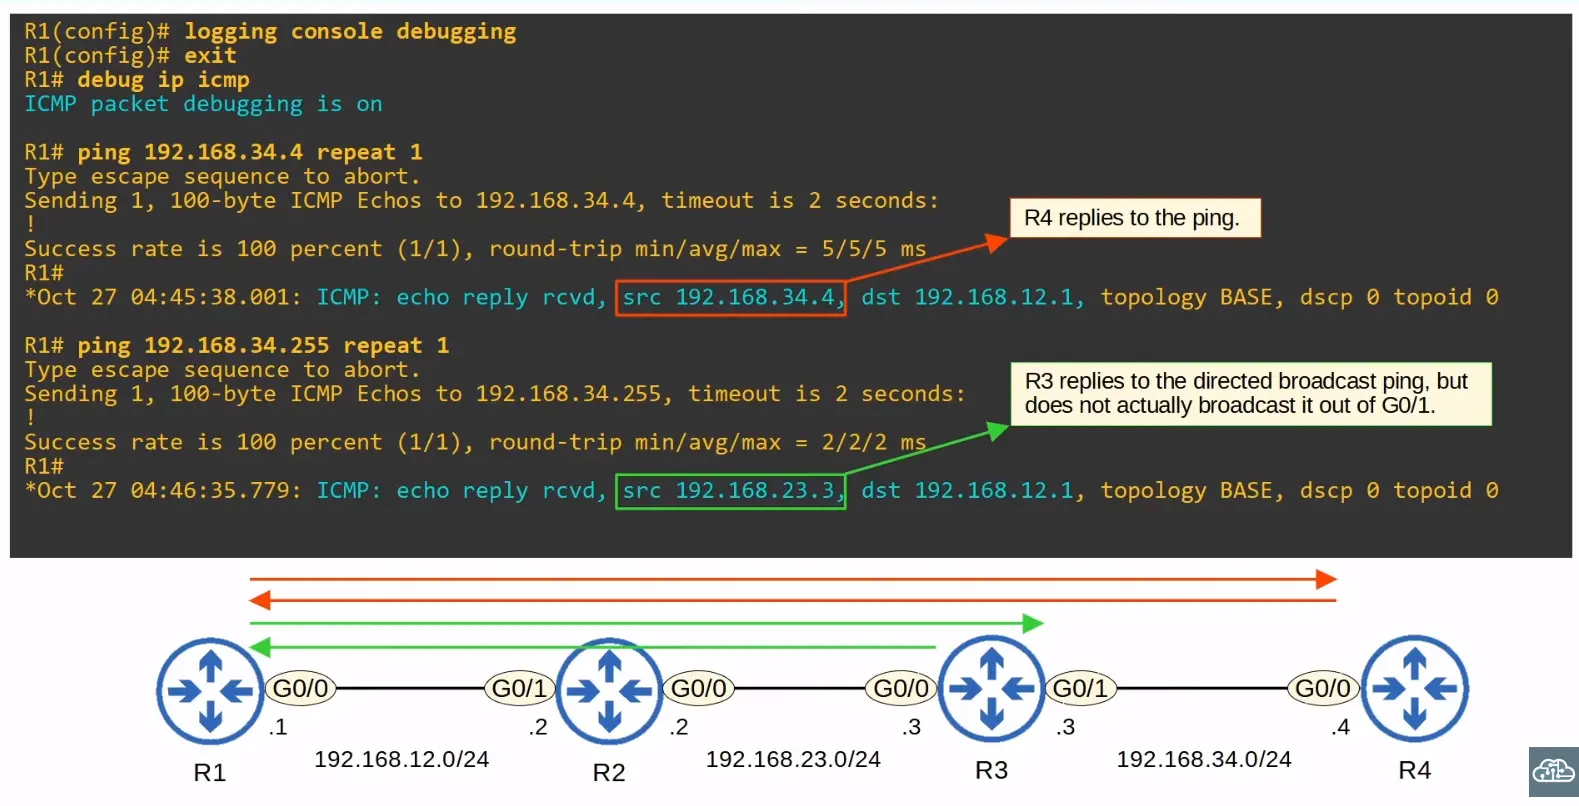 R1(config)# logging console debugging
R1(config)# exit
R1# debug ip icmp
ICMP packet debugging is on
R1# ping 192.168.34.4 repeat 1
Type escape sequence to abort.
Sending 1, 100-byte ICMP Echos to 192.168.34.4, timeout is 2 seconds:
!
Success rate is 100 percent (1/1), round-trip min/avg/max = 5/5/5 ms
R1#
*Oct 27 04:45:38.001: ICMP: echo reply rcvd, src 192.168.34.4, dst 192.168.12.1, topology BASE, dscp 0 topoid 0
R4 replies to the ping.
R1# ping 192.168.34.255 repeat 1
Type escape sequence to abort.
Sending 1, 100-byte ICMP Echos to 192.168.34.255, timeout is 2 seconds:
!
Success rate is 100 percent (1/1), round-trip min/avg/max = 2/2/2 ms
R1#
*Oct 27 04:46:35.779: ICMP: echo reply rcvd, src 192.168.23.3, dst 192.168.12.1, topology BASE, dscp 0 topoid 0
R3 replies to the directed broadcast ping, but
does not actually broadcast it out of G0/1.
G0/0 G0/1 G0/0 G0/0 G0/1 G0/0
.1 .2 .2 .3 .3 .4
192.168.12.0/24 192.168.23.0/24 192.168.34.0/24
R1 R2 R3 R4